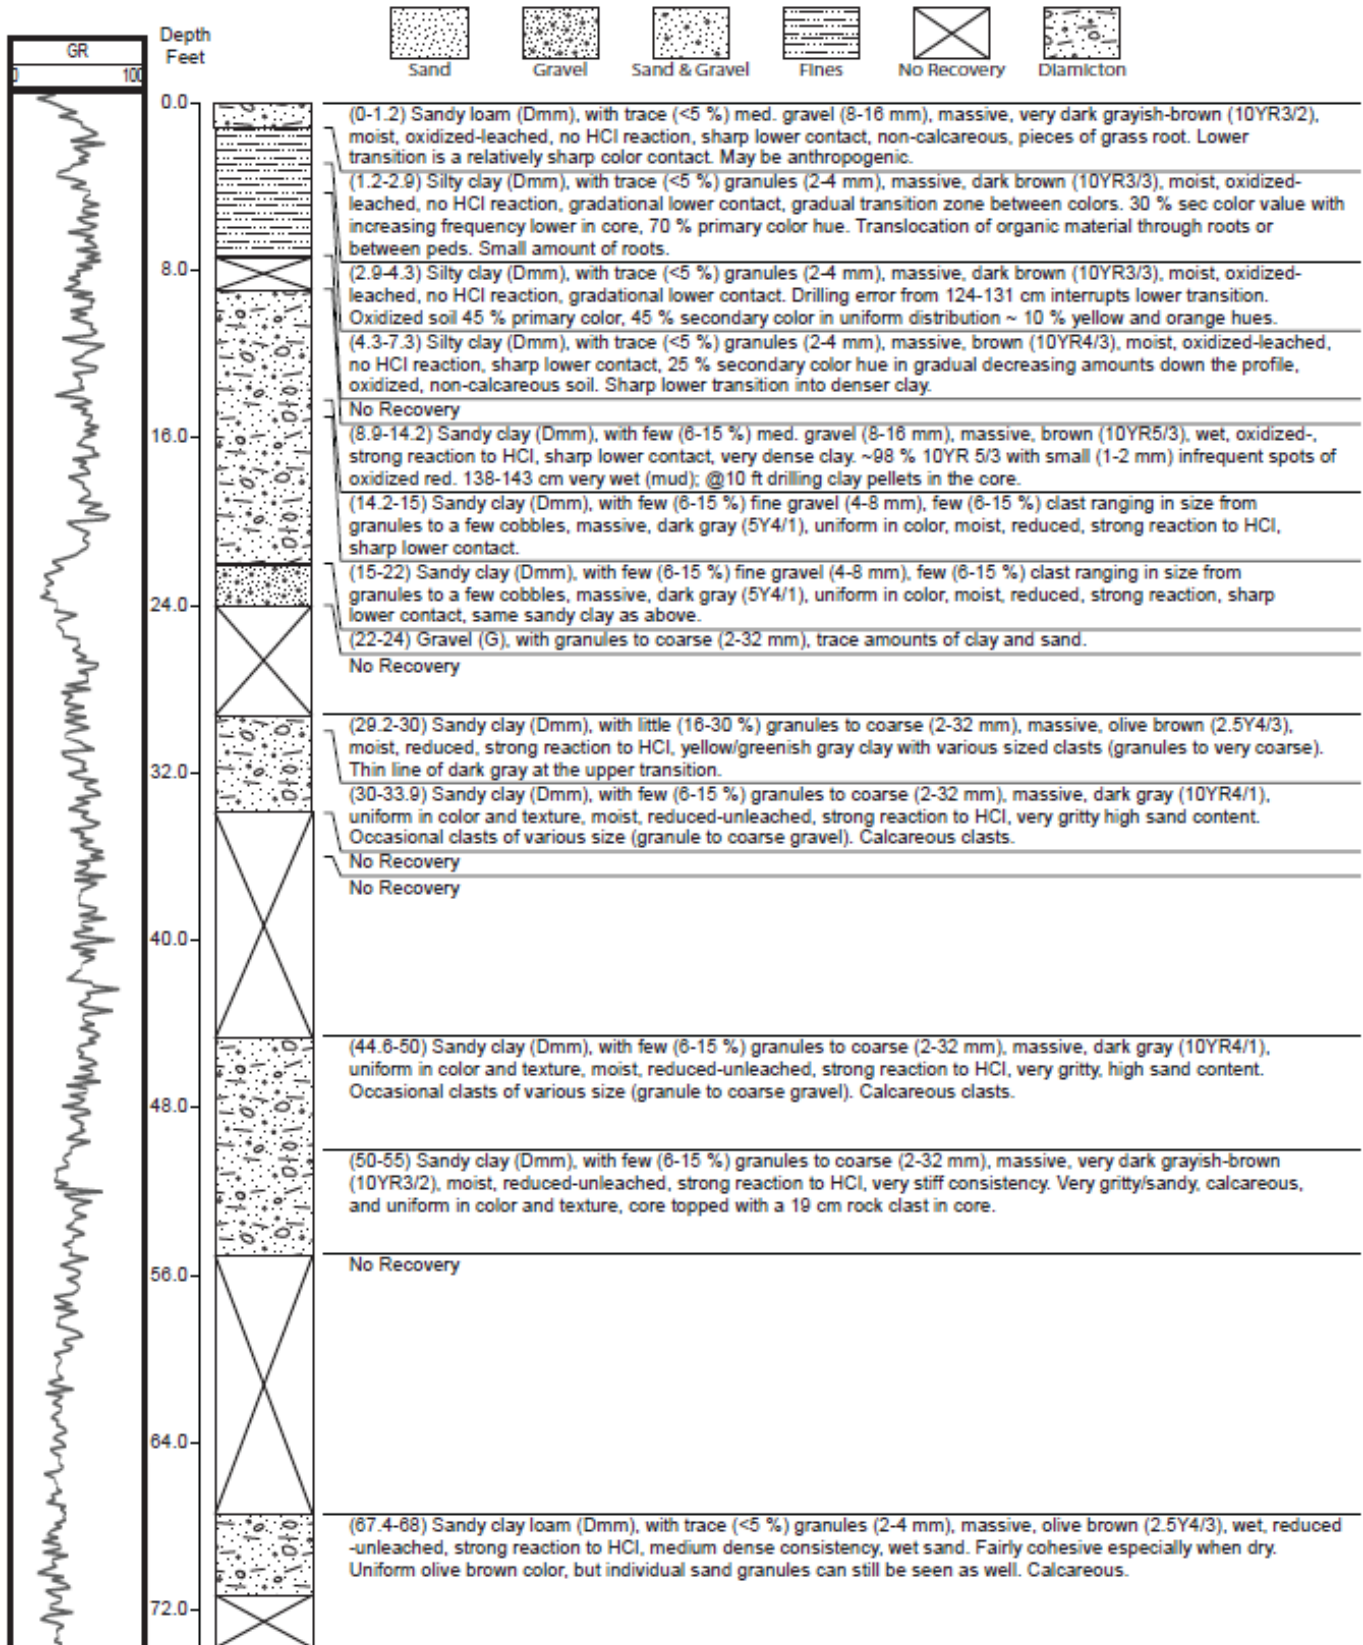 Sand
Gravel
Sand & Gravel
Fines
No Recovery
Diamicton
GR
0
100
Depth
Feet
0.0
8.0
16.0
24.0
32.0
40.0
48.0
56.0
64.0
72.0
(0-1.2) Sandy loam (Dmm), with trace (<5 %) med. gravel (8-16 mm), massive, very dark grayish-brown (10YR3/2),
moist, oxidized-leached, no HCl reaction, sharp lower contact, non-calcareous, pieces of grass root. Lower
transition is a relatively sharp color contact. May be anthropogenic.
(1.2-2.9) Silty clay (Dmm), with trace (<5 %) granules (2-4 mm), massive, dark brown (10YR3/3), moist, oxidized-
leached, no HCl reaction, gradational lower contact, gradual transition zone between colors. 30 % sec color value with
increasing frequency lower in core, 70 % primary color hue. Translocation of organic material through roots or
between peds. Small amount of roots.
(2.9-4.3) Silty clay (Dmm), with trace (<5 %) granules (2-4 mm), massive, dark brown (10YR3/3), moist, oxidized-
leached, no HCl reaction, gradational lower contact. Drilling error from 124-131 cm interrupts lower transition.
Oxidized soil 45 % primary color, 45 % secondary color in uniform distribution ~ 10 % yellow and orange hues.
(4.3-7.3) Silty clay (Dmm), with trace (<5 %) granules (2-4 mm), massive, brown (10YR4/3), moist, oxidized-leached,
no HCl reaction, sharp lower contact, 25 % secondary color hue in gradual decreasing amounts down the profile,
oxidized, non-calcareous soil. Sharp lower transition into denser clay.
No Recovery
(8.9-14.2) Sandy clay (Dmm), with few (6-15 %) med. gravel (8-16 mm), massive, brown (10YR5/3), wet, oxidized-,
strong reaction to HCl, sharp lower contact, very dense clay. ~98 % 10YR 5/3 with small (1-2 mm) infrequent spots of
oxidized red. 138-143 cm very wet (mud); @10 ft drilling clay pellets in the core.
(14.2-15) Sandy clay (Dmm), with few (6-15 %) fine gravel (4-8 mm), few (6-15 %) clast ranging in size from
granules to a few cobbles, massive, dark gray (5Y4/1), uniform in color, moist, reduced, strong reaction to HCl,
sharp lower contact.
(15-22) Sandy clay (Dmm), with few (6-15 %) fine gravel (4-8 mm), few (6-15 %) clast ranging in size from
granules to a few cobbles, massive, dark gray (5Y4/1), uniform in color, moist, reduced, strong reaction, sharp
lower contact, same sandy clay as above.
(22-24) Gravel (G), with granules to coarse (2-32 mm), trace amounts of clay and sand.
No Recovery
(29.2-30) Sandy clay (Dmm), with little (16-30 %) granules to coarse (2-32 mm), massive, olive brown (2.5Y4/3),
moist, reduced, strong reaction to HCl, yellow/greenish gray clay with various sized clasts (granules to very coarse).
Thin line of dark gray at the upper transition.
(30-33.9) Sandy clay (Dmm), with few (6-15 %) granules to coarse (2-32 mm), massive, dark gray (10YR4/1),
uniform in color and texture, moist, reduced-unleached, strong reaction to HCl, very gritty high sand content.
Occasional clasts of various size (granule to coarse gravel). Calcareous clasts.
No Recovery
No Recovery
(44.6-50) Sandy clay (Dmm), with few (6-15 %) granules to coarse (2-32 mm), massive, dark gray (10YR4/1),
uniform in color and texture, moist, reduced-unleached, strong reaction to HCl, very gritty, high sand content.
Occasional clasts of various size (granule to coarse gravel). Calcareous clasts.
(50-55) Sandy clay (Dmm), with few (6-15 %) granules to coarse (2-32 mm), massive, very dark grayish-brown
(10YR3/2), moist, reduced-unleached, strong reaction to HCl, very stiff consistency. Very gritty/sandy, calcareous,
and uniform in color and texture, core topped with a 19 cm rock clast in core.
No Recovery
(67.4-68) Sandy clay loam (Dmm), with trace (<5 %) granules (2-4 mm), massive, olive brown (2.5Y4/3), wet, reduced
-unleached, strong reaction to HCl, medium dense consistency, wet sand. Fairly cohesive especially when dry.
Uniform olive brown color, but individual sand granules can still be seen as well. Calcareous.